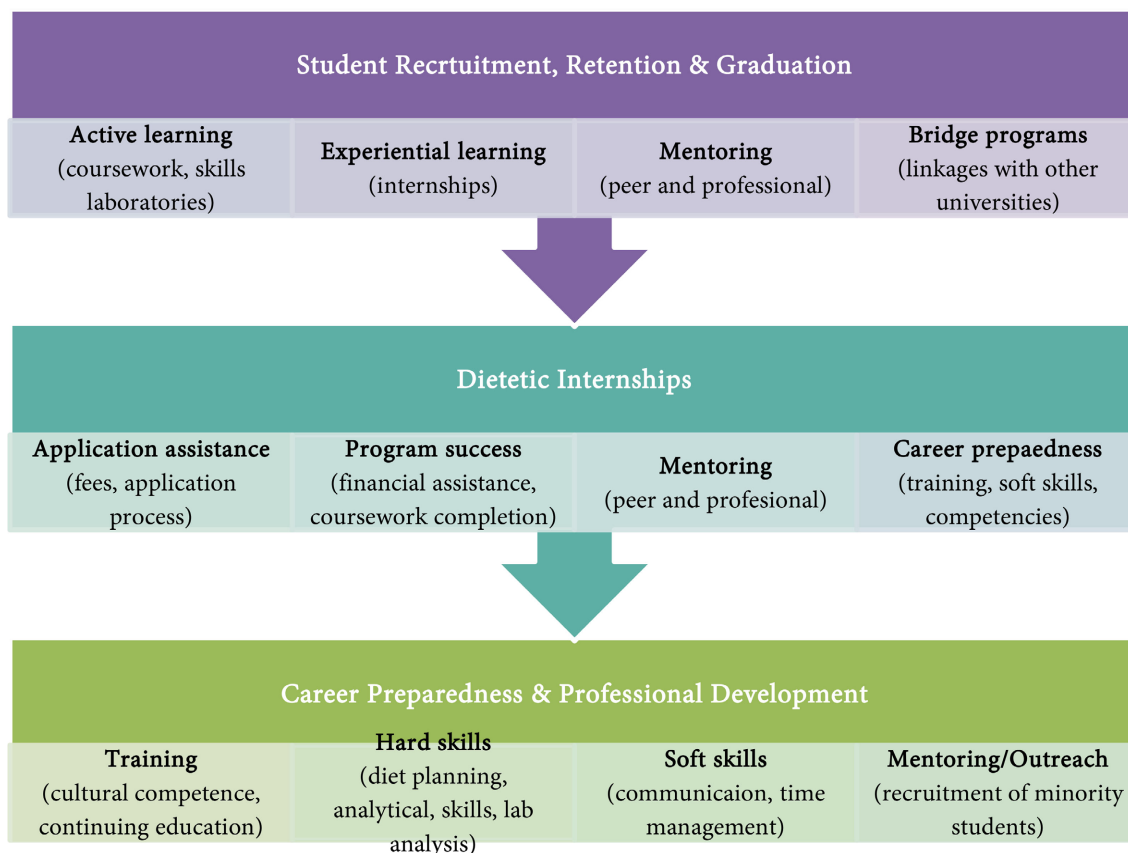 Student Recrtuitment, Retention & Graduation
Active learning
(coursework, skills
laboratories)
Experiential learning
(internships)
Mentoring
(peer and professional)
Bridge programs
(linkages with other
universities)
Dietetic Internships
Application assistance
(fees, application
process)
Program success
(financial assistance,
coursework completion)
Mentoring
(peer and profesional)
Career prepaedness
(training, soft skills,
competencies)
Career Preparedness & Professional Development
Training
(cultural competence,
continuing education)
Hard skills
(diet planning,
analytical, skills, lab
analysis)
Soft skills
(communicaion, time
management)
Mentoring/Outreach
(recruitment of minority
students)